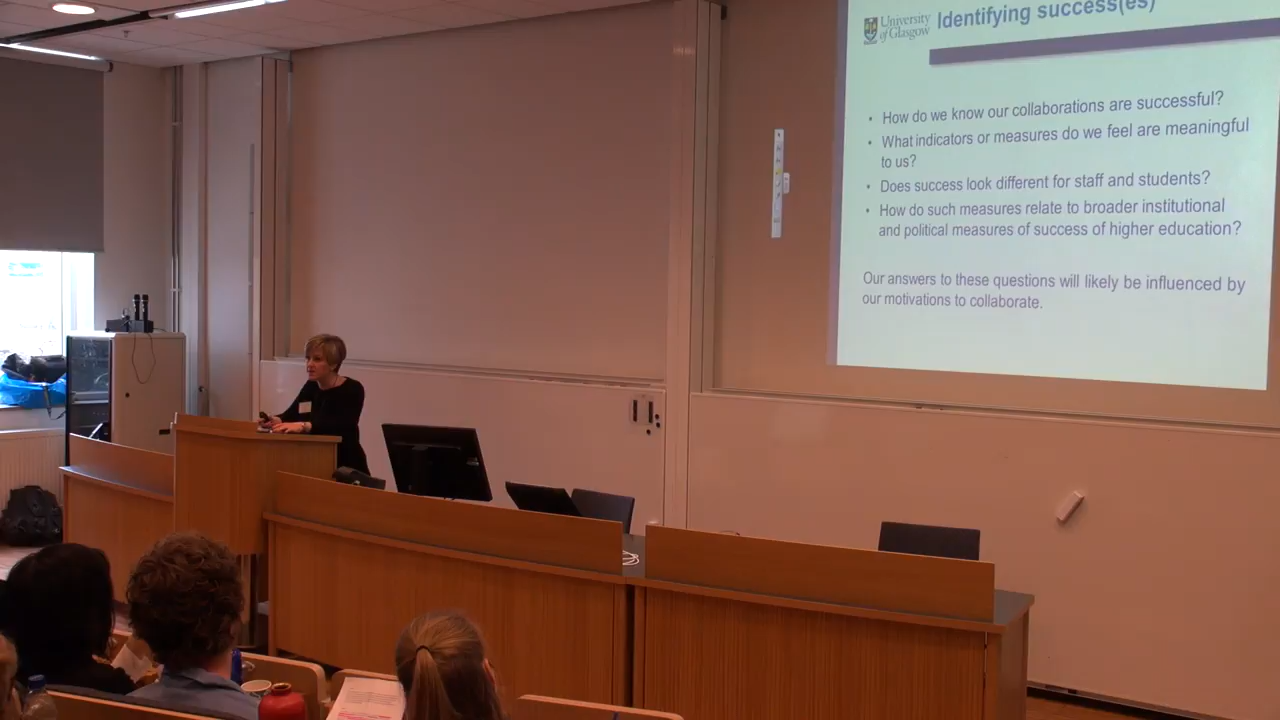 University
of Glasgow
Identifying success(es)
• How do we know our collaborations are successful?
• What indicators or measures do we feel are meaningful
to us?
• Does success look different for staff and students?
• How do such measures relate to broader institutional
and political measures of success of higher education?
Our answers to these questions will likely be influenced by
our motivations to collaborate.